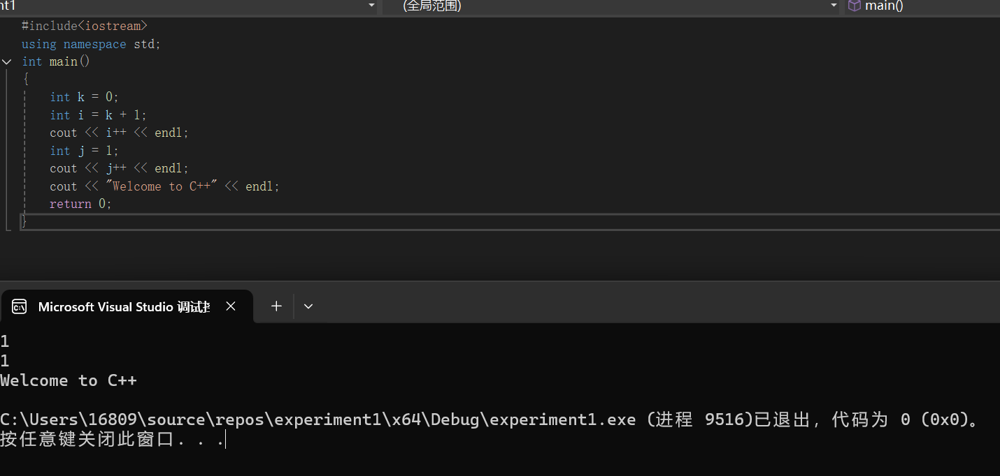 nt1 (全局范围) main()
#include<iostream>
using namespace std;
int main()
{
int k = 0;
int i = k + 1;
cout << i++ << endl;
int j = 1;
cout << j++ << endl;
cout << "Welcome to C++" << endl;
return 0;
}
Microsoft Visual Studio 调试
1
1
Welcome to C++
C:\Users\16809\source\repos\experiment1\x64\Debug\experiment1.exe (进程 9516)已退出，代码为 0 (0x0)。
按任意键关闭此窗口. . .